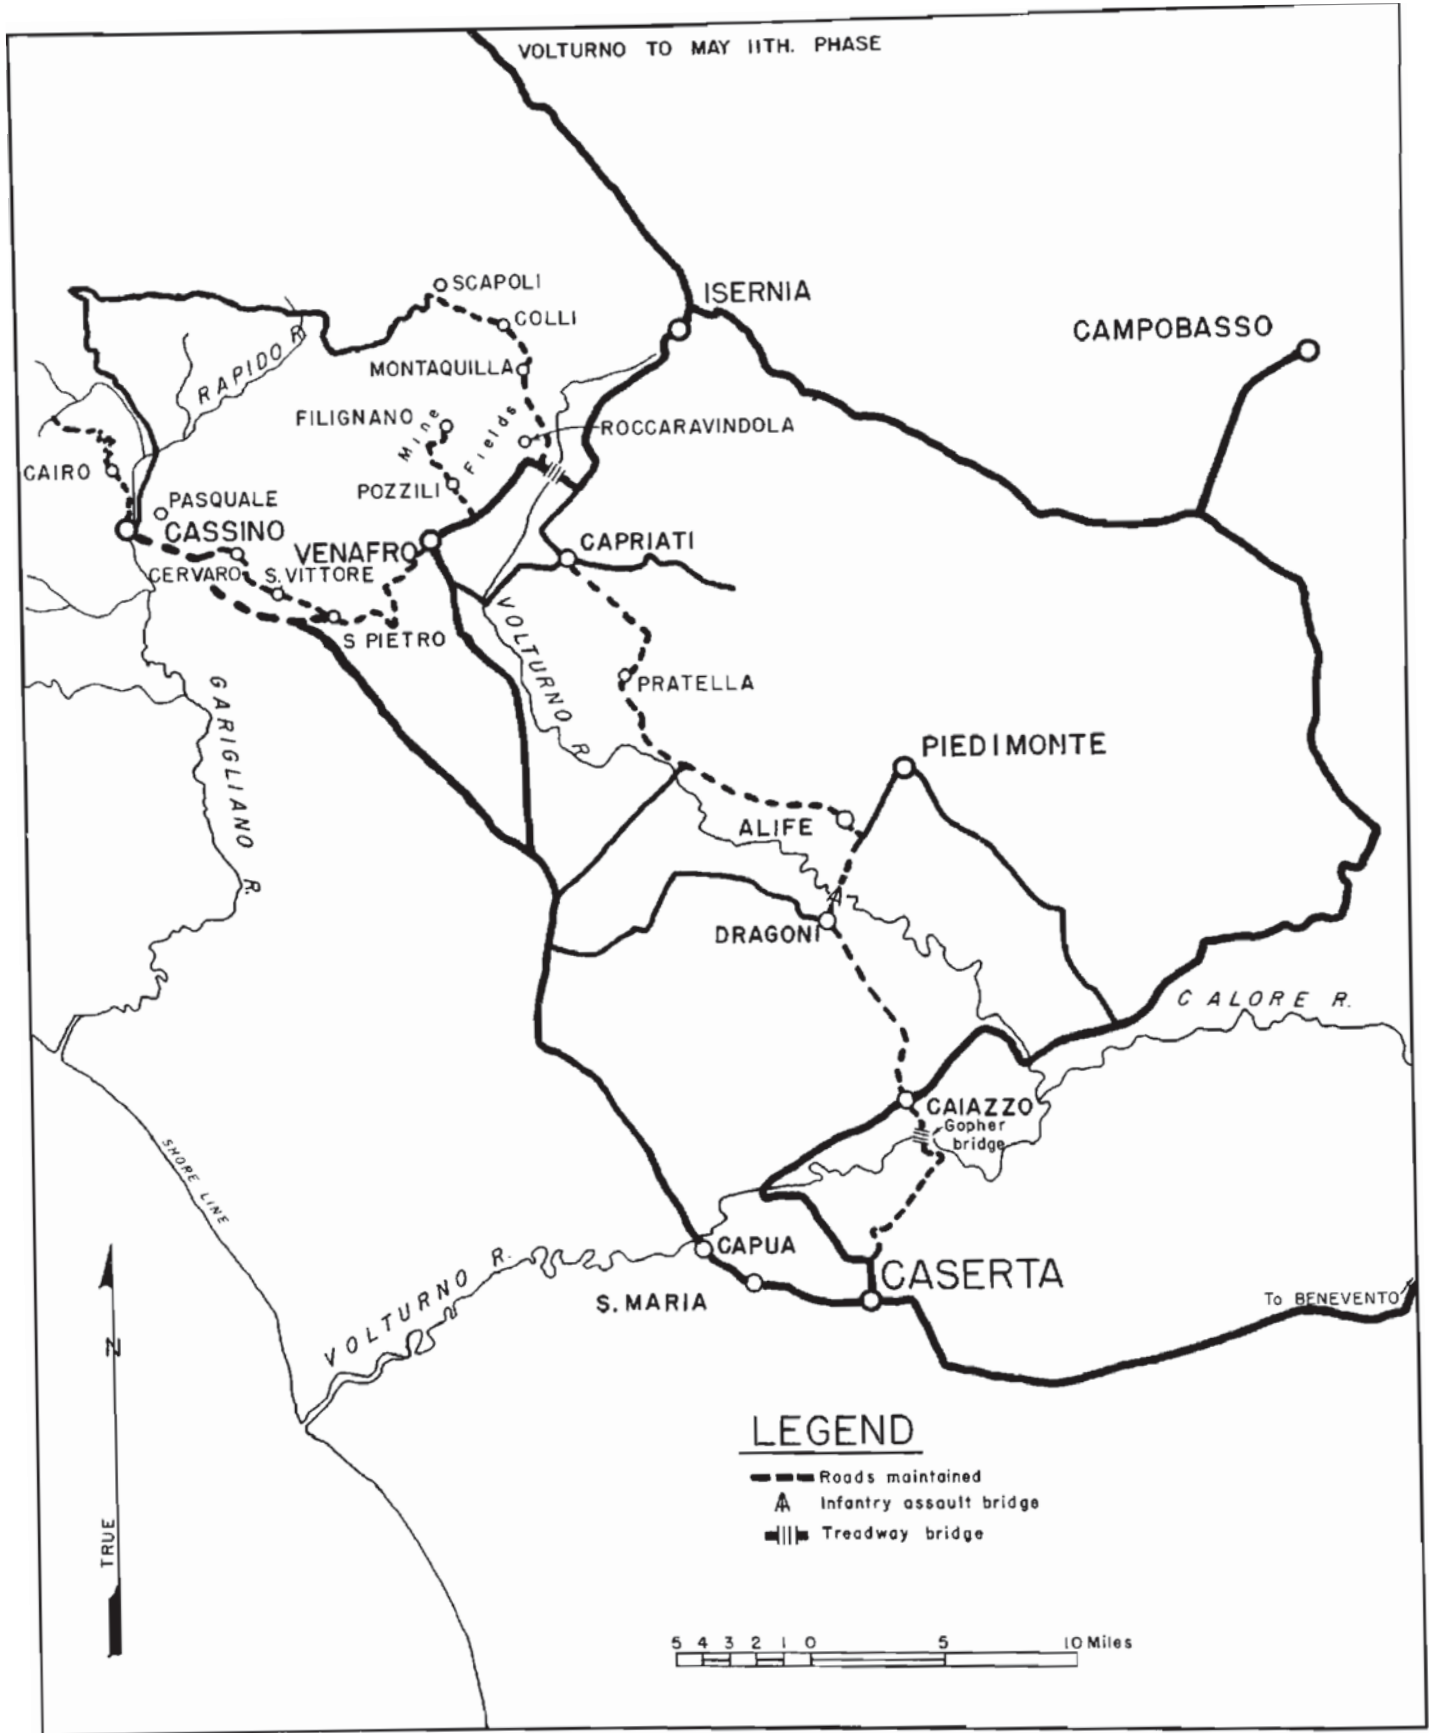 VOLTURNO TO MAY 11TH. PHASE
SCAPOLI
ISERNIA
COLLI
CAMPOBASSO
RAPIDO R.
MONTAQUILLA
FILIGNANO
Mine
Fields
ROCCARAVINDOLA
CAIRO
POZZILI
PASQUALE
CASSINO
VENAFRO
CAPRIATI
CERVARO
S. VITTORE
S PIETRO
VOLTURNO R
PRATELLA
GARIGLIANO R.
PIEDIMONTE
ALIFE
DRAGONI
CALORE R.
CAIAZZO
Gopher
bridge
SHORE LINE
CAPUA
VOLTURNO R.
CASERTA
S. MARIA
To BENEVENTO
N
TRUE
LEGEND
Roads maintained
Infantry assault bridge
Treadway bridge
5 4 3 2 1 0 5 10 Miles